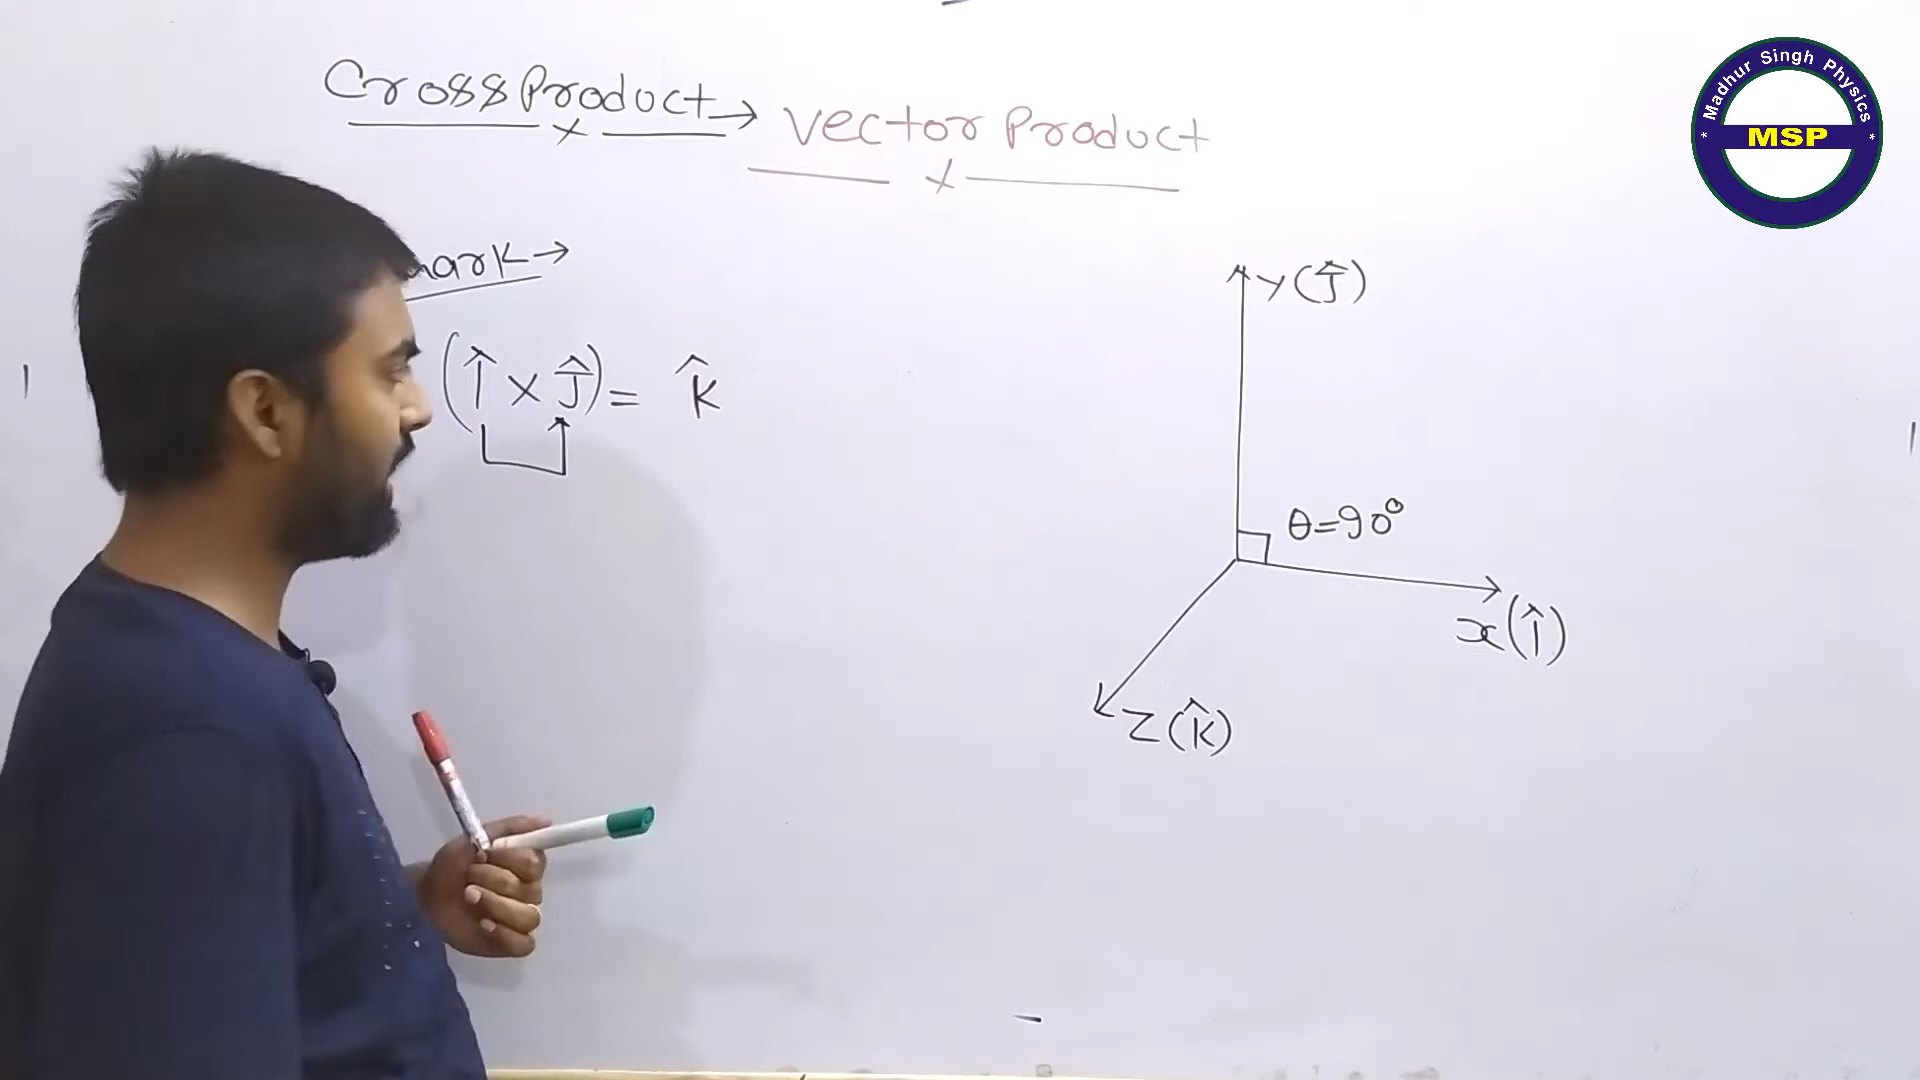 Cross Product → Vector Product
mark →
(î × ĵ) = k̂
y(ĵ)
θ=90°
x(î)
z(k̂)
* Madhur Singh Physics *
MSP